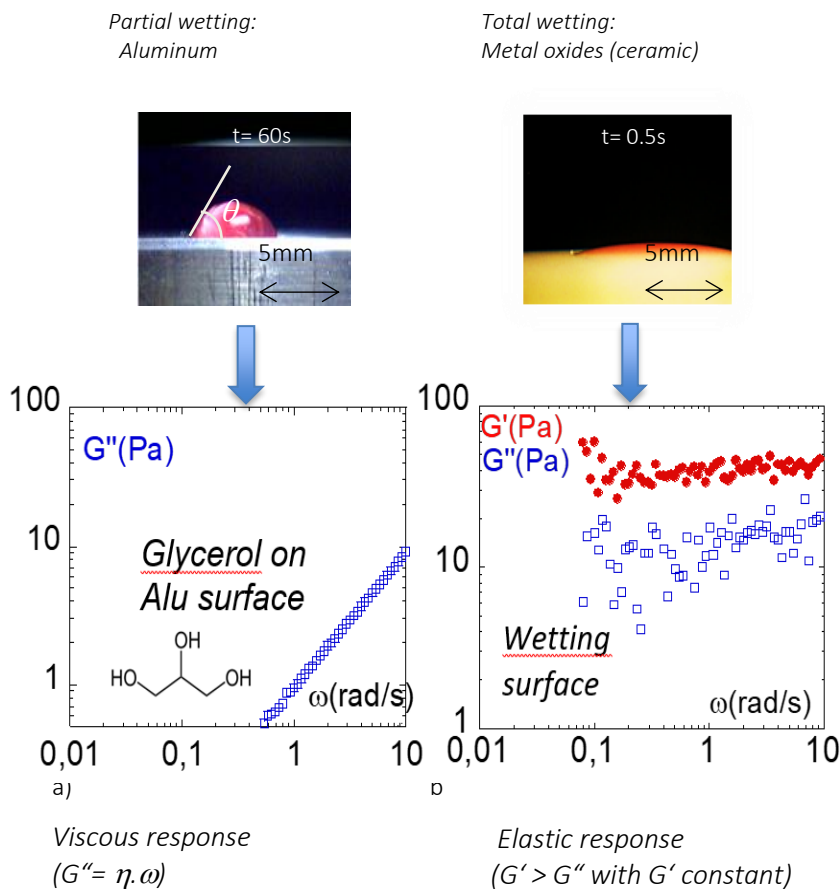 Partial wetting:
Aluminum
Total wetting:
Metal oxides (ceramic)
t= 60s
θ
5mm
t= 0.5s
5mm
100
G"(Pa)
10
Glycerol on
Alu surface
OH
HO
OH
1
ω(rad/s)
0,01
0,1
1
10
a)
100
G'(Pa)
G"(Pa)
10
Wetting
surface
ω(rad/s)
1
0,01
0,1
1
10
Viscous response
(G“= η.ω)
Elastic response
(G‘ > G“ with G‘ constant)